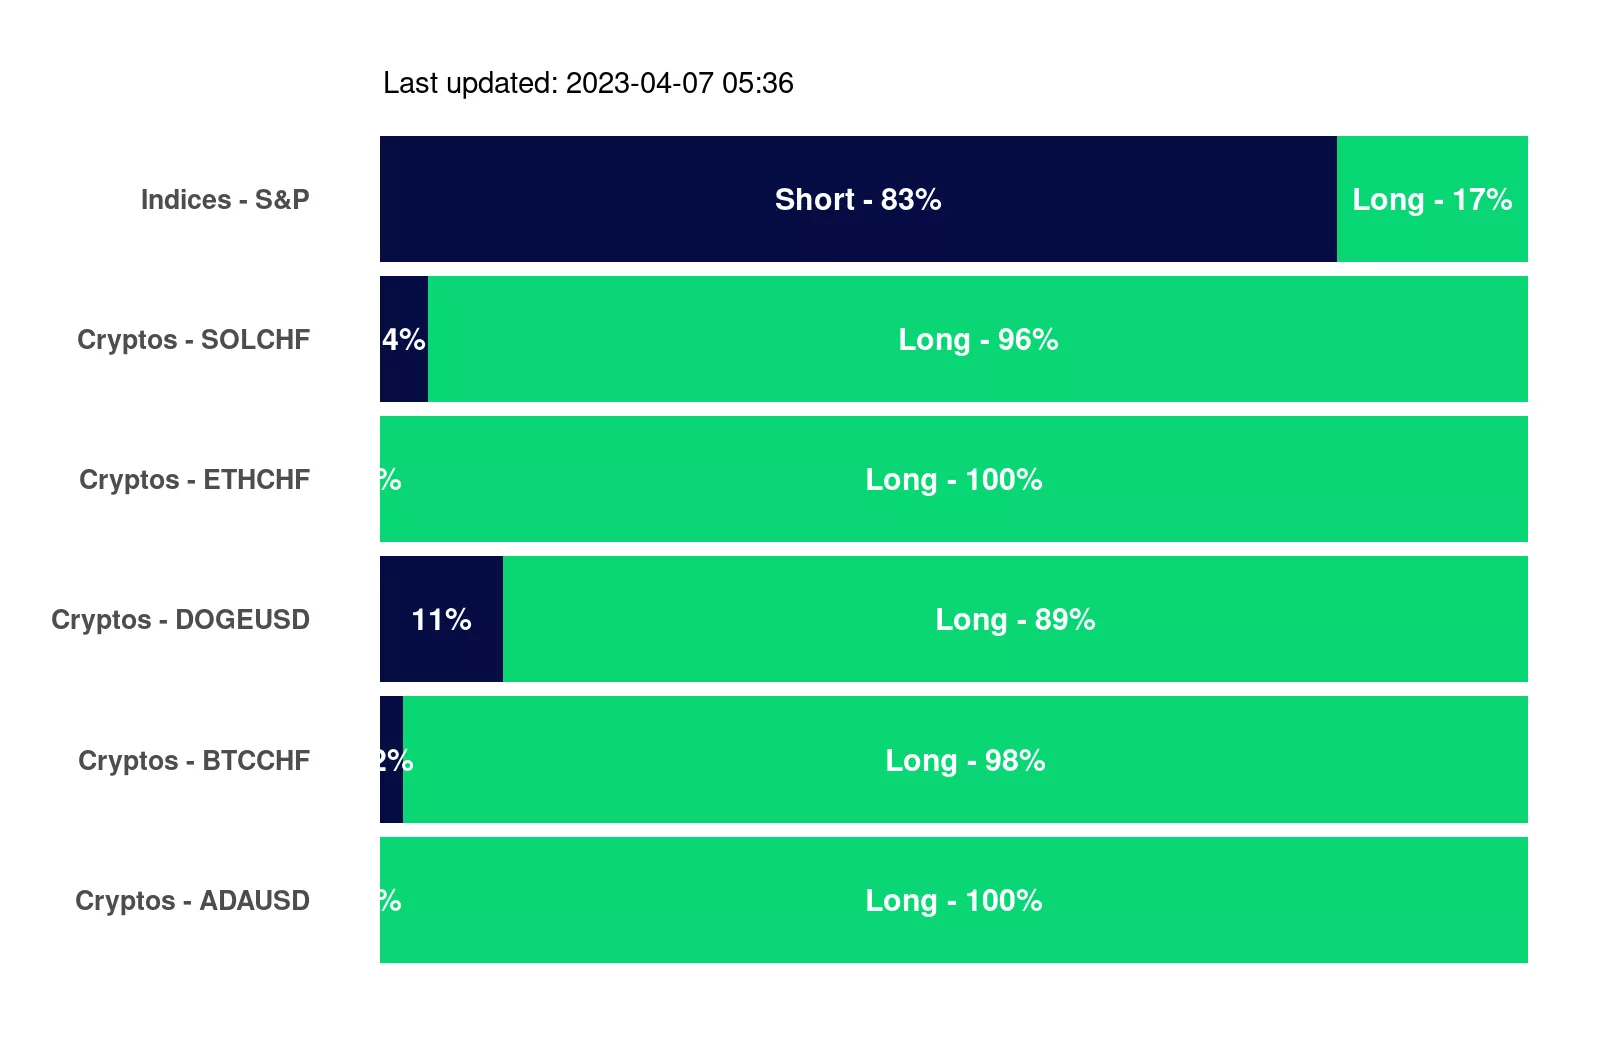 Last updated: 2023-04-07 05:36
Indices - S&P Short - 83% Long - 17%
Cryptos - SOLCHF 4% Long - 96%
Cryptos - ETHCHF % Long - 100%
Cryptos - DOGEUSD 11% Long - 89%
Cryptos - BTCCHF 2% Long - 98%
Cryptos - ADAUSD % Long - 100%